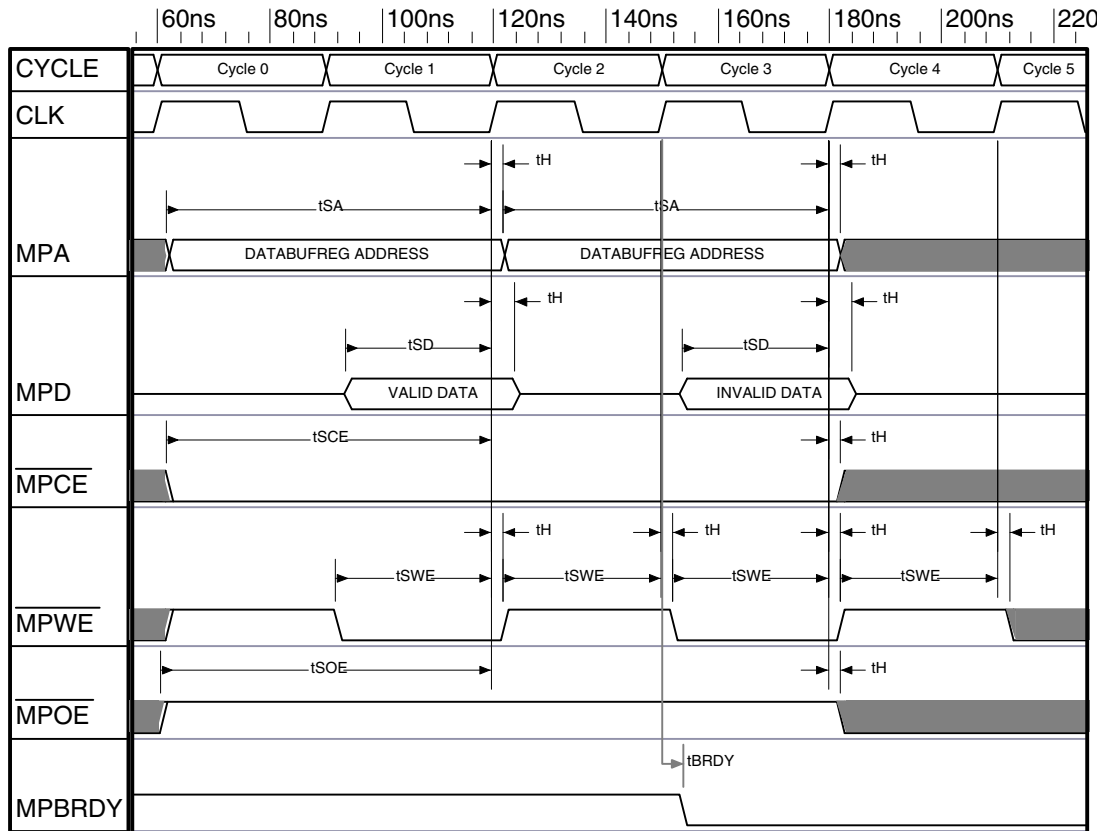 60ns 80ns 100ns 120ns 140ns 160ns 180ns 200ns 220
CYCLE Cycle 0 Cycle 1 Cycle 2 Cycle 3 Cycle 4 Cycle 5
CLK
tH tH
tSA tSA
MPA DATABUFREG ADDRESS DATABUFREG ADDRESS
tH tH
tSD tSD
MPD VALID DATA INVALID DATA
tSCE tH
MPCE
tH tH tH tH
tSWE tSWE tSWE tSWE
MPWE
tSOE tH
MPOE
tBRDY
MPBRDY